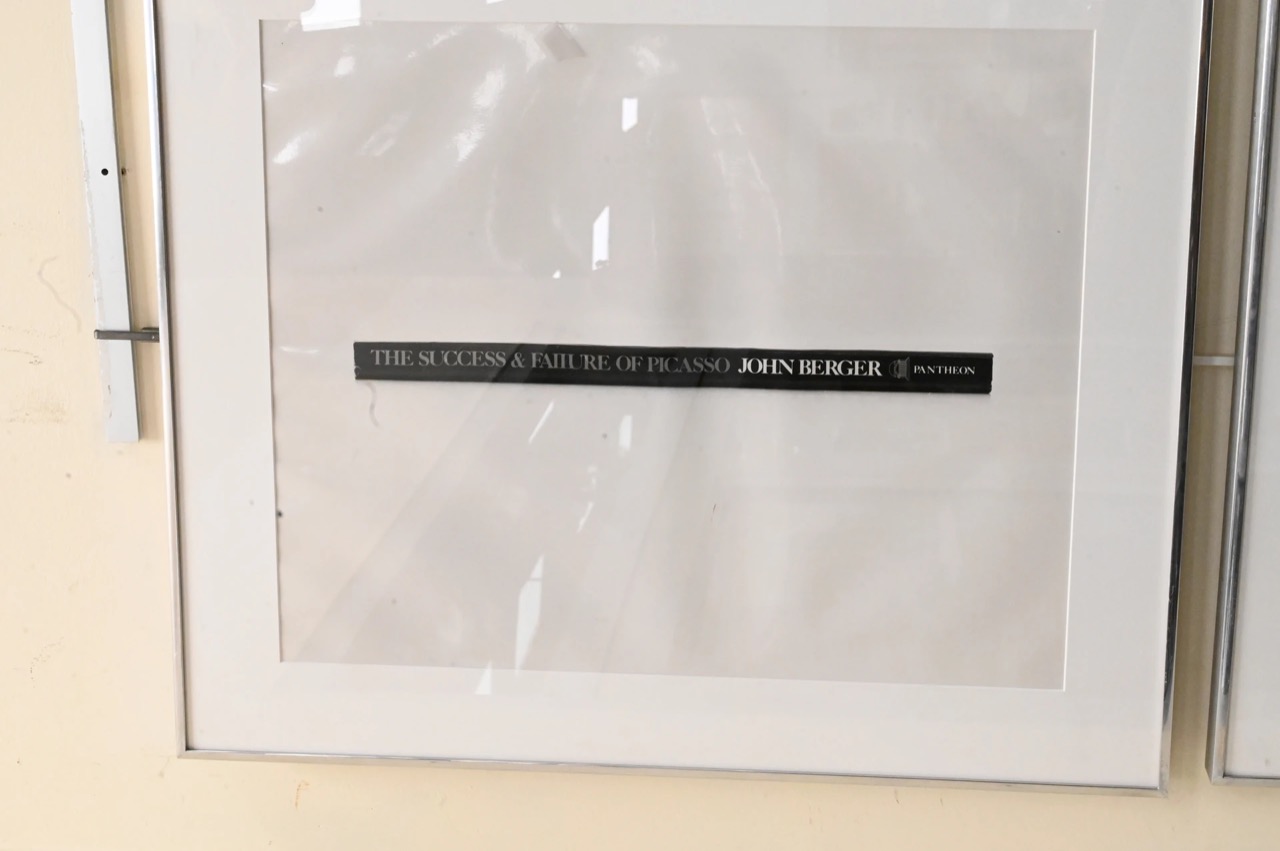 THE SUCCESS & FAILURE OF PICASSO JOHN BERGER PANTHEON